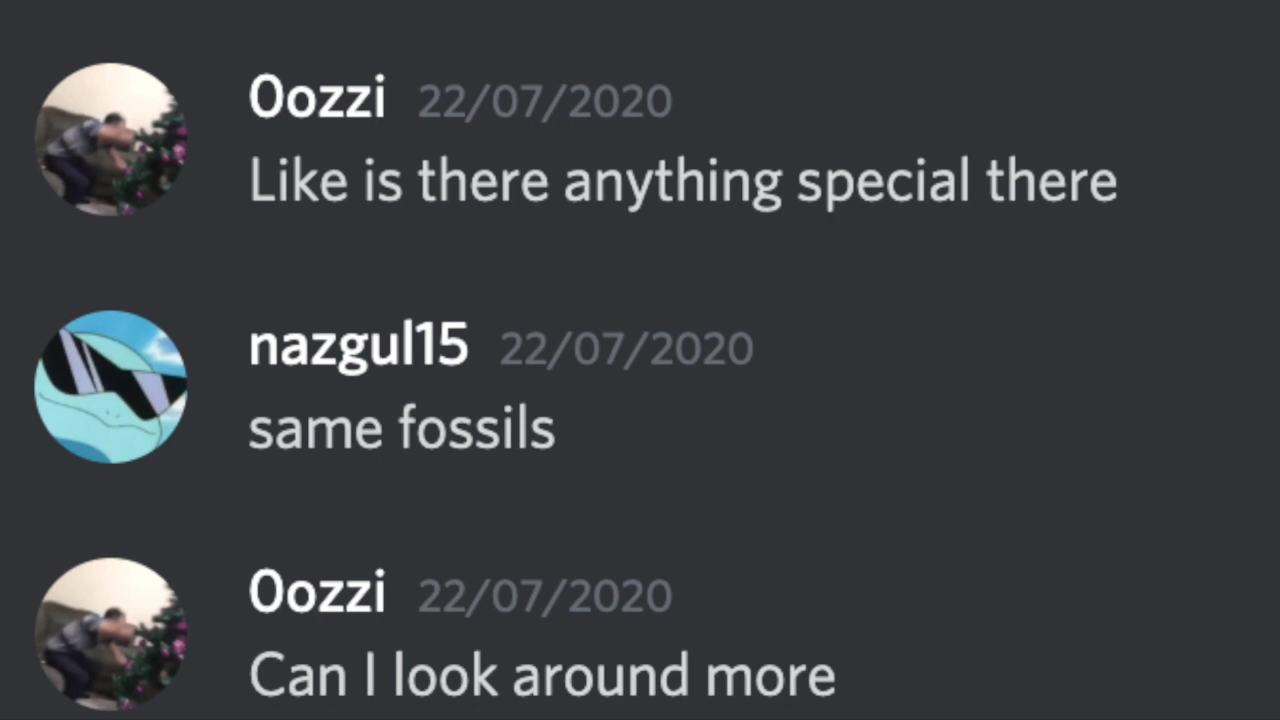 0ozzi 22/07/2020
Like is there anything special there
nazgul15 22/07/2020
same fossils
0ozzi 22/07/2020
Can I look around more